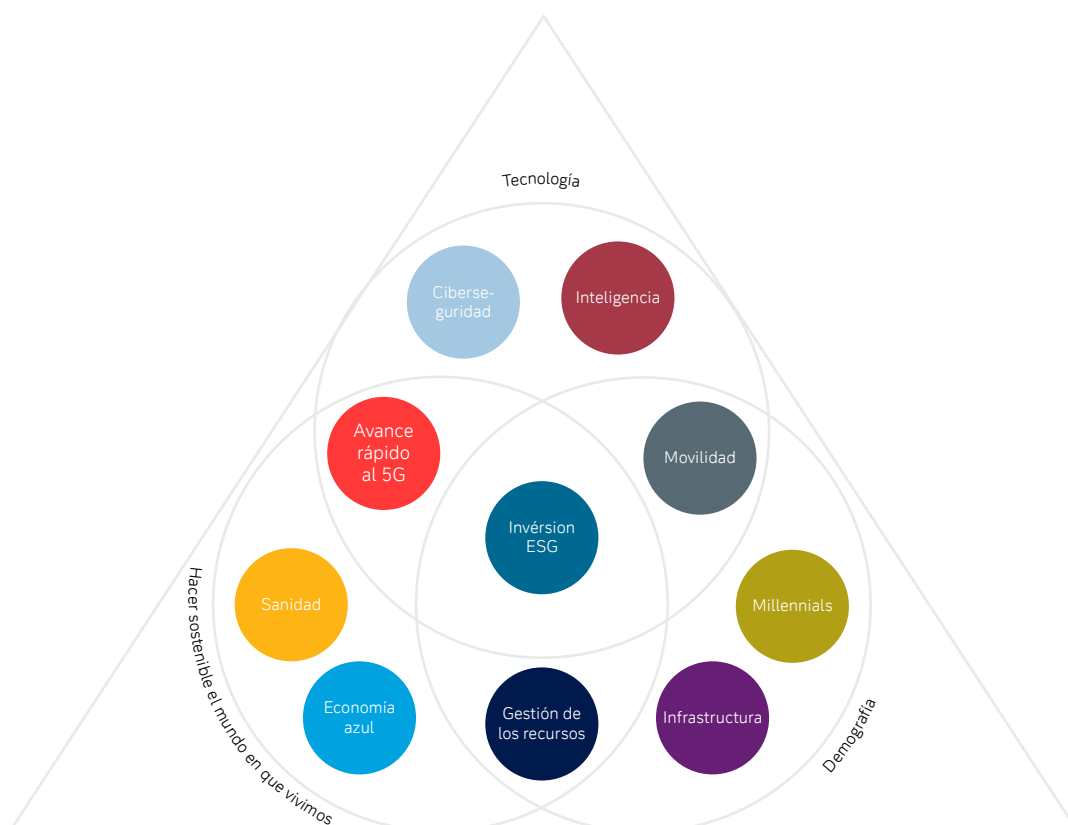 Tecnología
Ciberse-
guridad
Inteligencia
Avance
rápido
al 5G
Movilidad
Invérsion
ESG
Sanidad
Millennials
Economía
azul
Gestión de
los recursos
Infrastructura
Hacer sostenible el mundo en que vivimos
Demografía